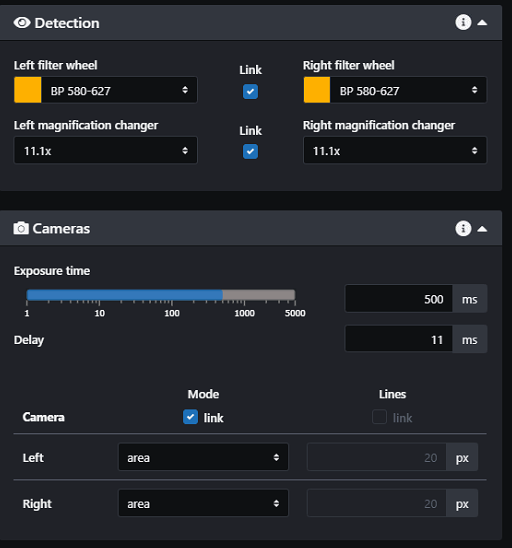 Detection
Left filter wheel Link Right filter wheel
BP 580-627 BP 580-627
Left magnification changer Link Right magnification changer
11.1x 11.1x
Cameras
Exposure time
500 ms
1 10 100 1000 5000
Delay 11 ms
Mode Lines
Camera link link
Left area 20 px
Right area 20 px